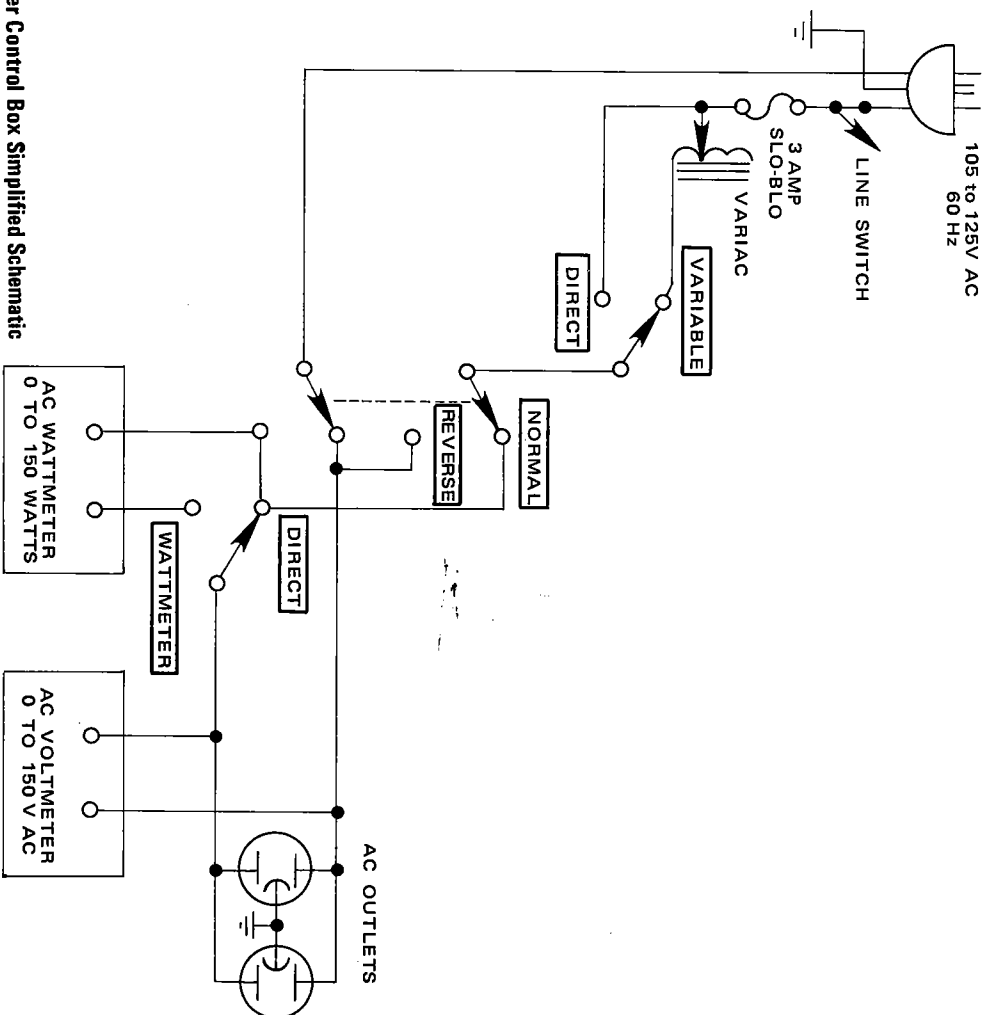 105 to 125V AC
60 Hz
LINE SWITCH
3 AMP
SLO-BLO
VARIAC
VARIABLE
DIRECT
NORMAL
REVERSE
DIRECT
WATTMETER
AC WATTMETER
0 TO 150 WATTS
AC VOLTMETER
0 TO 150 V AC
AC OUTLETS
Control Box Simplified Schematic